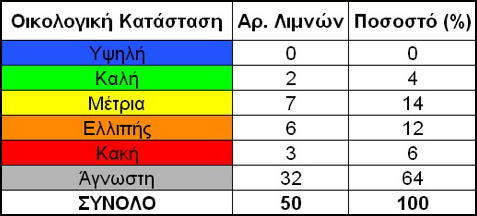 Οικολογική Κατάσταση Αρ. Λιμνών Ποσοστό (%)
Υψηλή 0 0
Καλή 2 4
Μέτρια 7 14
Ελλιπής 6 12
Κακή 3 6
Άγνωστη 32 64
ΣΥΝΟΛΟ 50 100